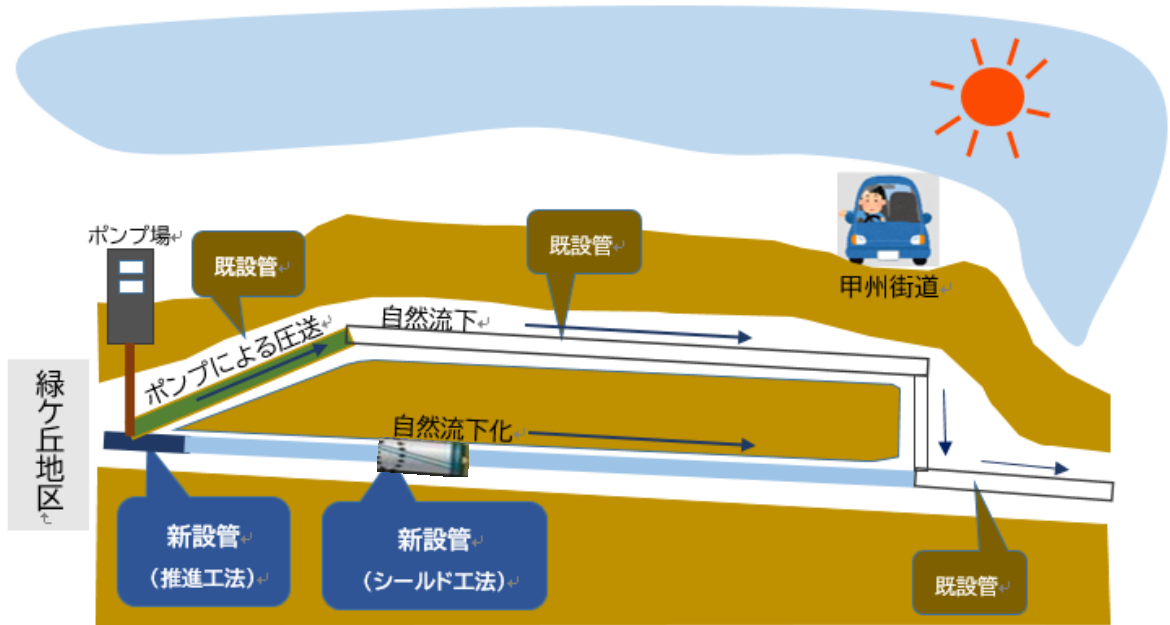 ポンプ場↵
既設管↵
既設管↵
甲州街道↵
自然流下↵
ポンプによる圧送↵
緑ケ丘地区↵
自然流下化↵
新設管↵
（推進工法）↵
新設管↵
（シールド工法）↵
既設管↵